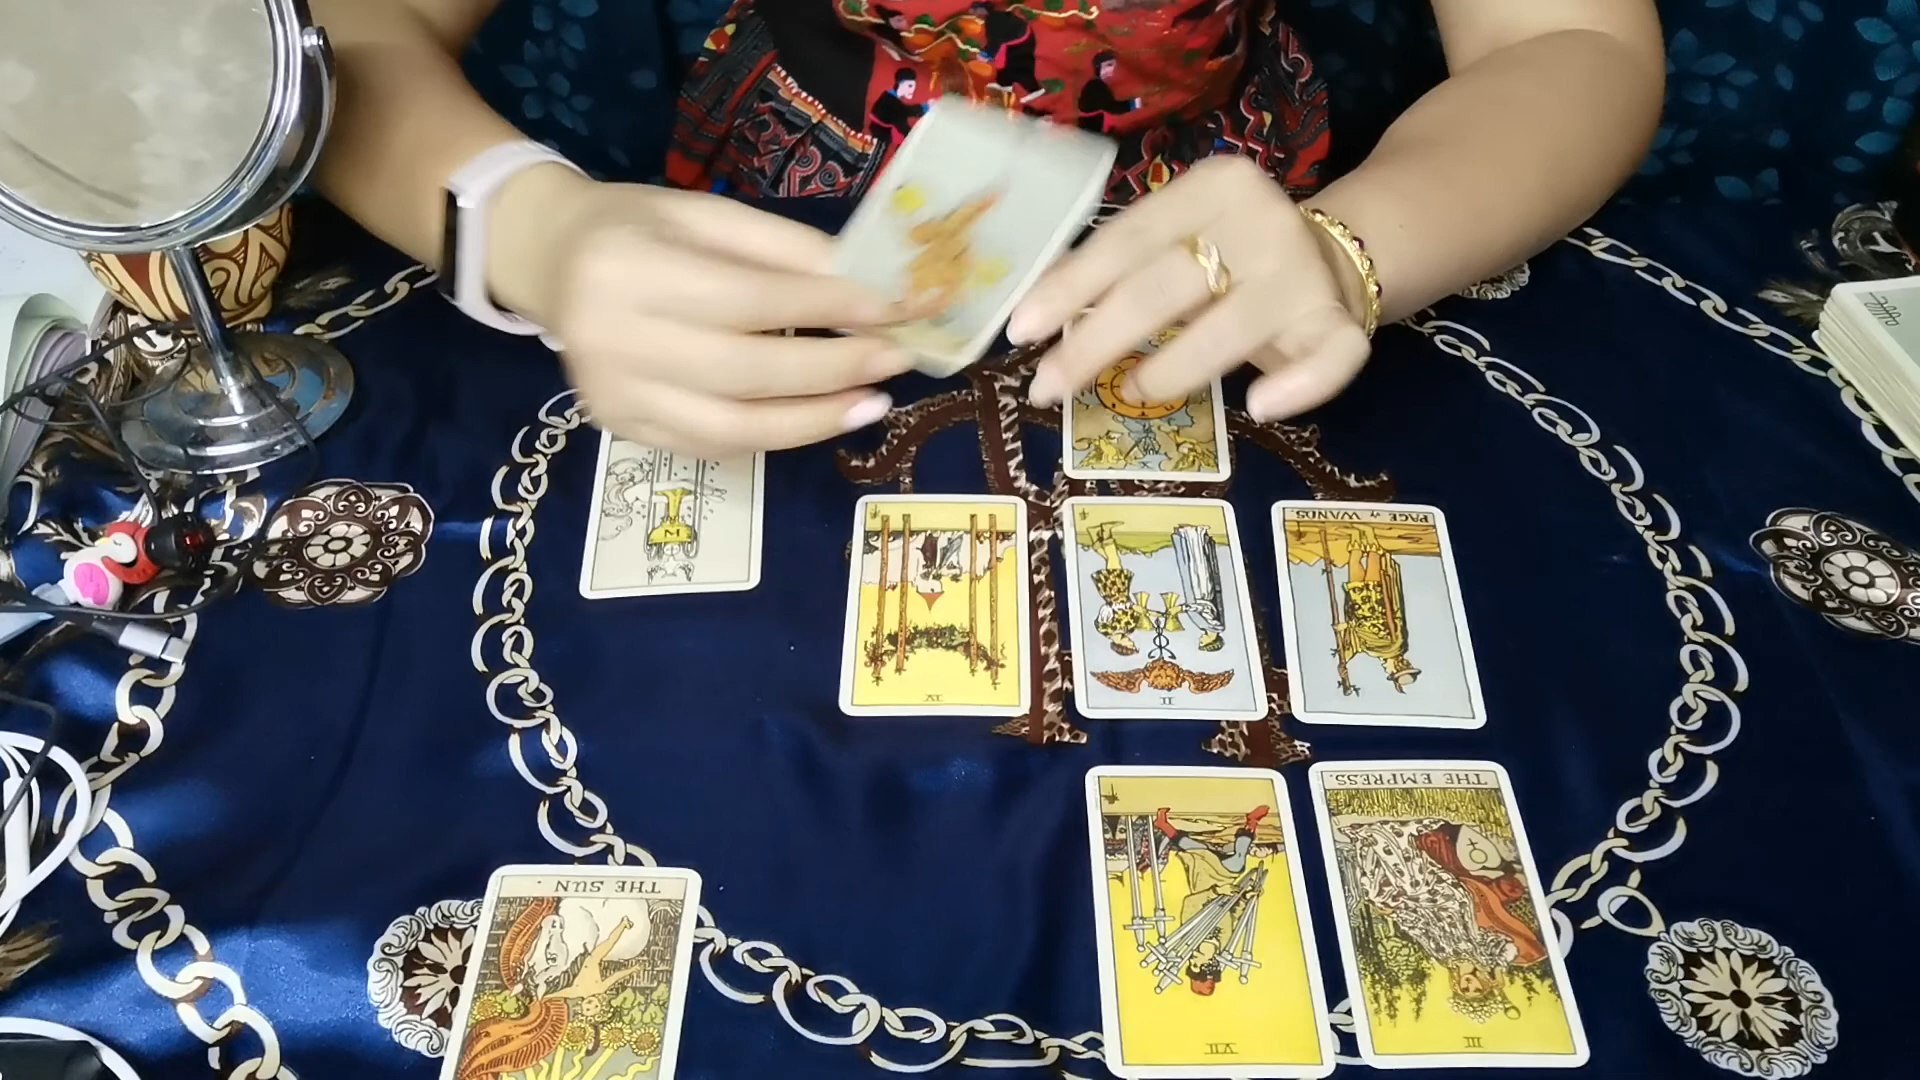 PAGE of WANDS.
X
IV
II
THE EMPRESS.
THE SUN.
VII
III